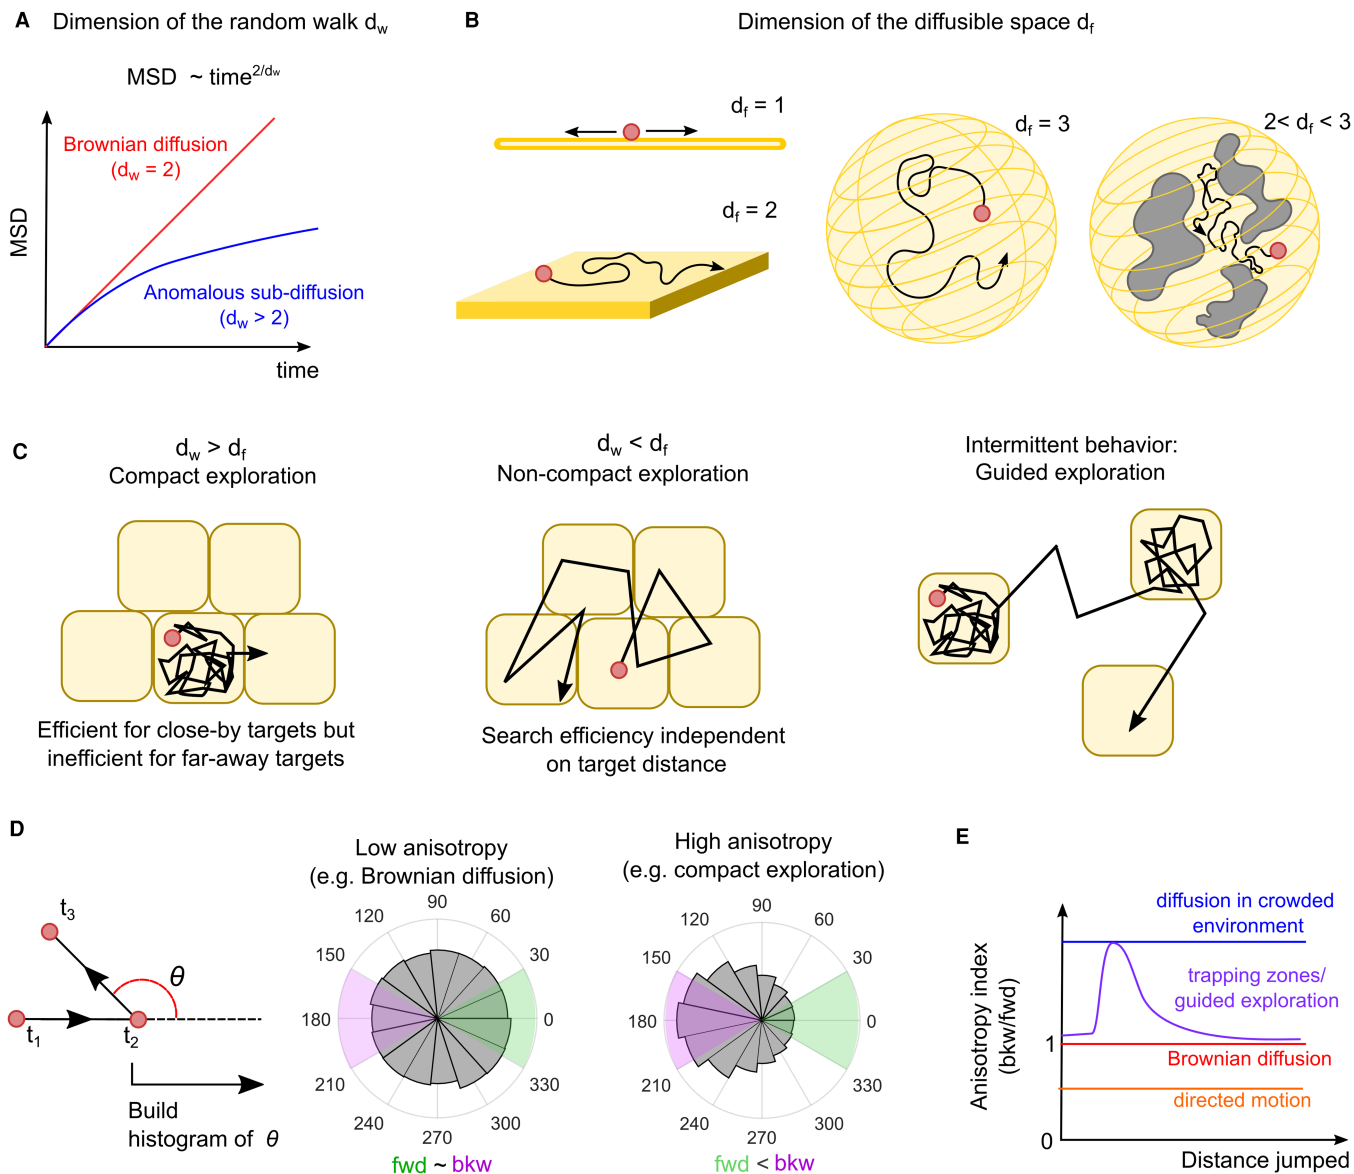 A
Dimension of the random walk dw
MSD ~ time2/dw
Brownian diffusion
(dw = 2)
Anomalous sub-diffusion
(dw > 2)
MSD
time
B
Dimension of the diffusible space df
df = 1
df = 2
df = 3
2< df < 3
C
dw > df
Compact exploration
Efficient for close-by targets but
inefficient for far-away targets
dw < df
Non-compact exploration
Search efficiency independent
on target distance
Intermittent behavior:
Guided exploration
D
t3
θ
t1
t2
Build
histogram of θ
Low anisotropy
(e.g. Brownian diffusion)
90
120
60
150
30
180
0
210
330
240
300
270
fwd ~ bkw
High anisotropy
(e.g. compact exploration)
90
120
60
150
30
180
0
210
330
240
300
270
fwd < bkw
E
diffusion in crowded
environment
trapping zones/
guided exploration
Brownian diffusion
directed motion
Anisotropy index
(bkw/fwd)
1
0
Distance jumped